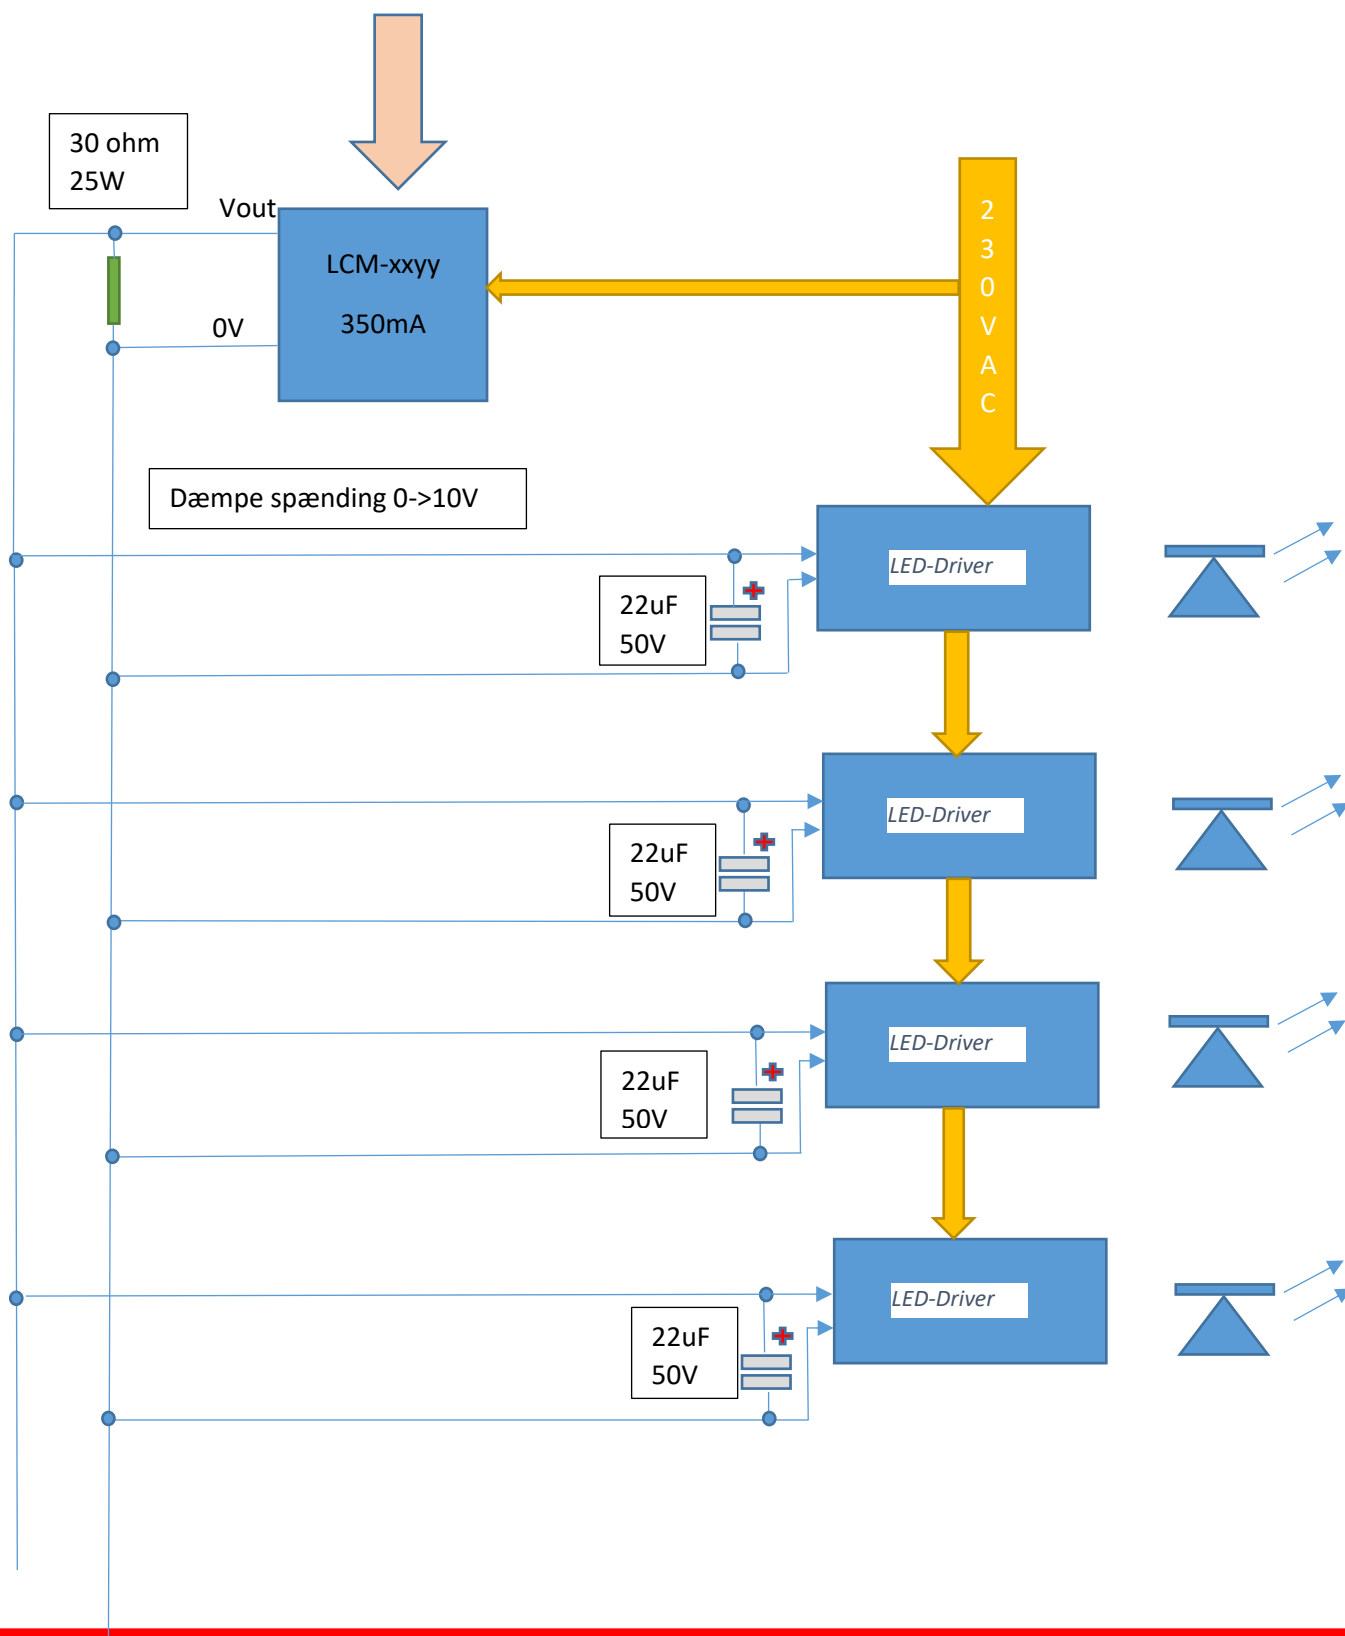 30 ohm
25W
Vout
LCM-xxyy
350mA
0V
2
3
0
V
A
C
Dæmpe spænding 0->10V
LED-Driver
22uF
50V
LED-Driver
22uF
50V
LED-Driver
22uF
50V
LED-Driver
22uF
50V